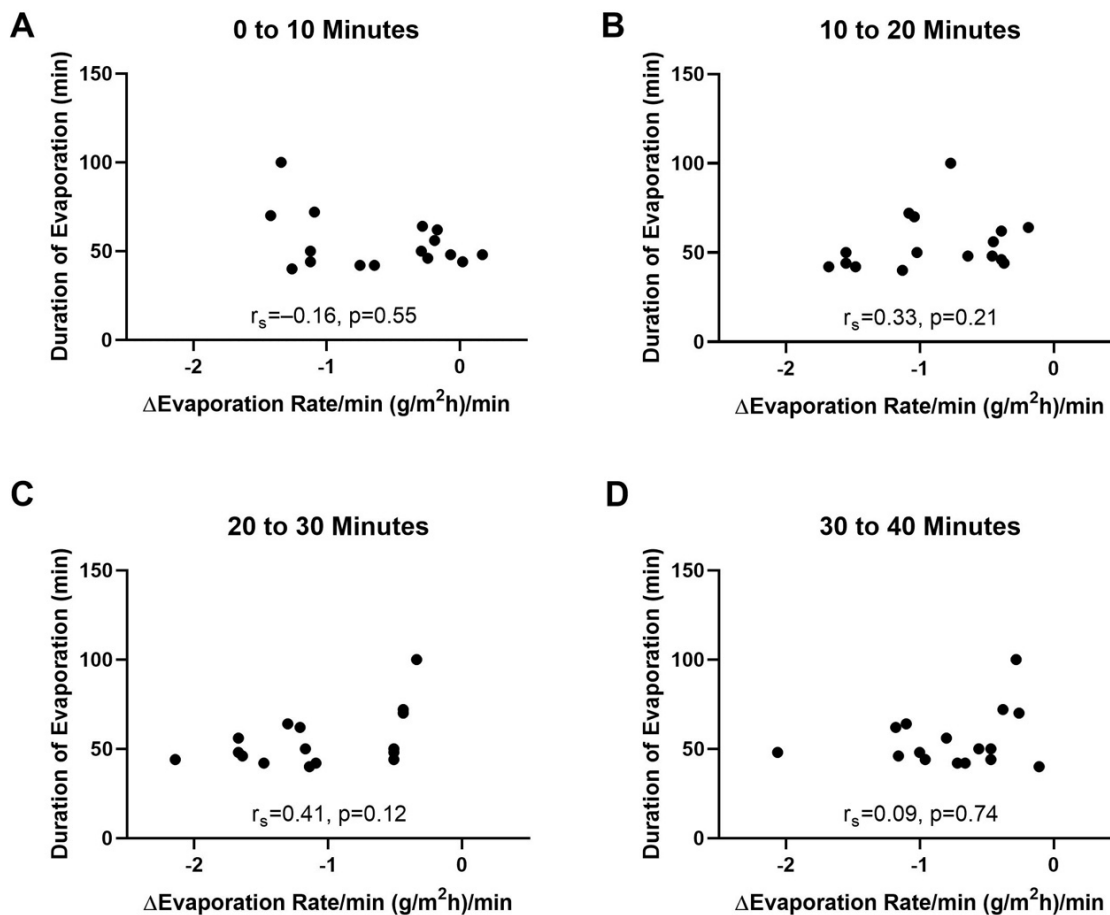 A
0 to 10 Minutes
Duration of Evaporation (min)
150
100
50
0
rs=–0.16, p=0.55
-2
-1
0
ΔEvaporation Rate/min (g/m²h)/min
B
10 to 20 Minutes
Duration of Evaporation (min)
150
100
50
0
rs=0.33, p=0.21
-2
-1
0
ΔEvaporation Rate/min (g/m²h)/min
C
20 to 30 Minutes
Duration of Evaporation (min)
150
100
50
0
rs=0.41, p=0.12
-2
-1
0
ΔEvaporation Rate/min (g/m²h)/min
D
30 to 40 Minutes
Duration of Evaporation (min)
150
100
50
0
rs=0.09, p=0.74
-2
-1
0
ΔEvaporation Rate/min (g/m²h)/min